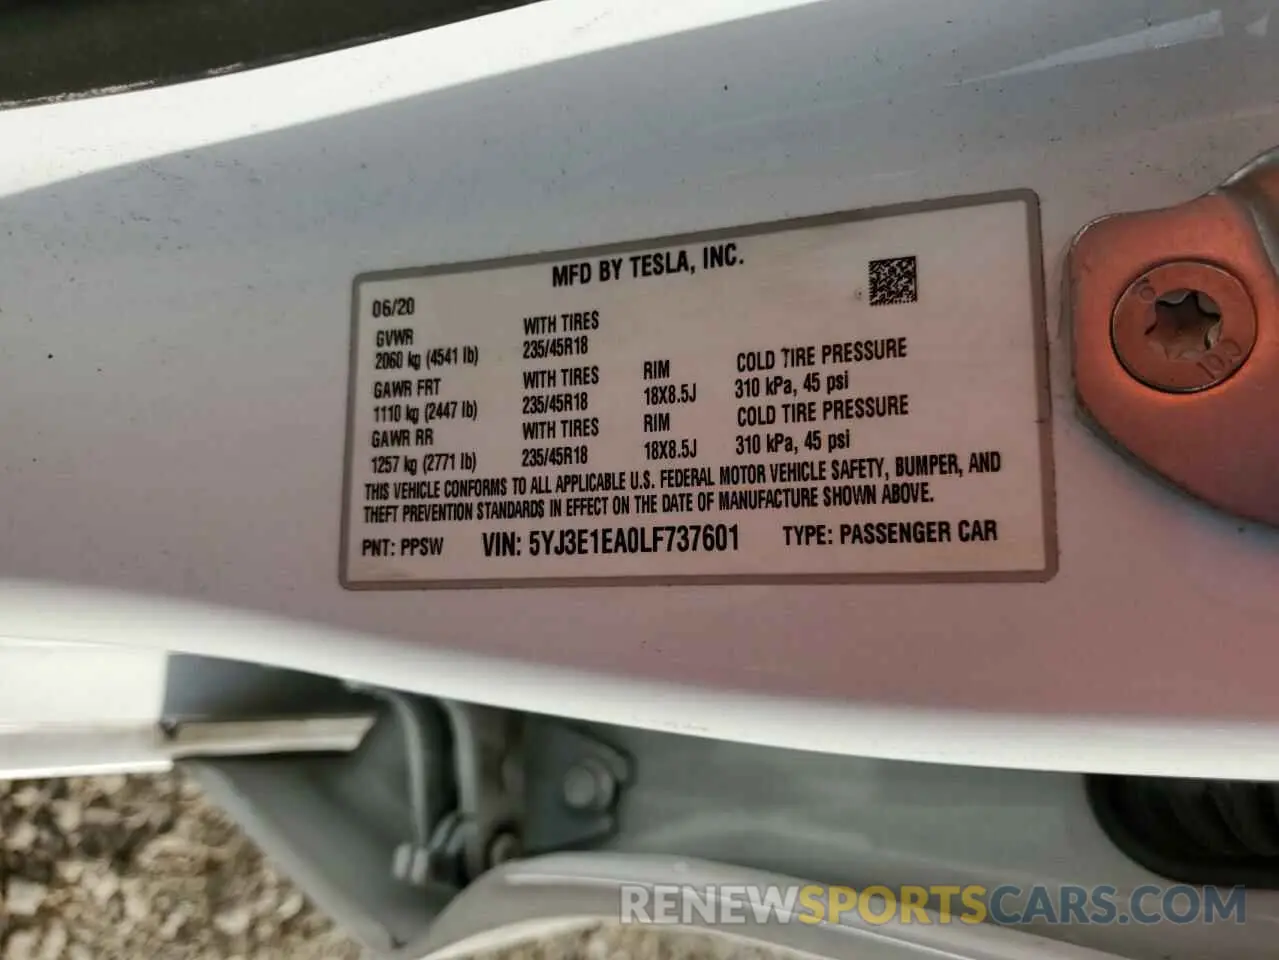 MFD BY TESLA, INC.
06/20
GVWR WITH TIRES
2060 kg (4541 lb) 235/45R18
GAWR FRT WITH TIRES RIM COLD TIRE PRESSURE
1110 kg (2447 lb) 235/45R18 18X8.5J 310 kPa, 45 psi
GAWR RR WITH TIRES RIM COLD TIRE PRESSURE
1257 kg (2771 lb) 235/45R18 18X8.5J 310 kPa, 45 psi
THIS VEHICLE CONFORMS TO ALL APPLICABLE U.S. FEDERAL MOTOR VEHICLE SAFETY, BUMPER, AND
THEFT PREVENTION STANDARDS IN EFFECT ON THE DATE OF MANUFACTURE SHOWN ABOVE.
PNT: PPSW VIN: 5YJ3E1EA0LF737601 TYPE: PASSENGER CAR
RENEWSPORTSCARS.COM